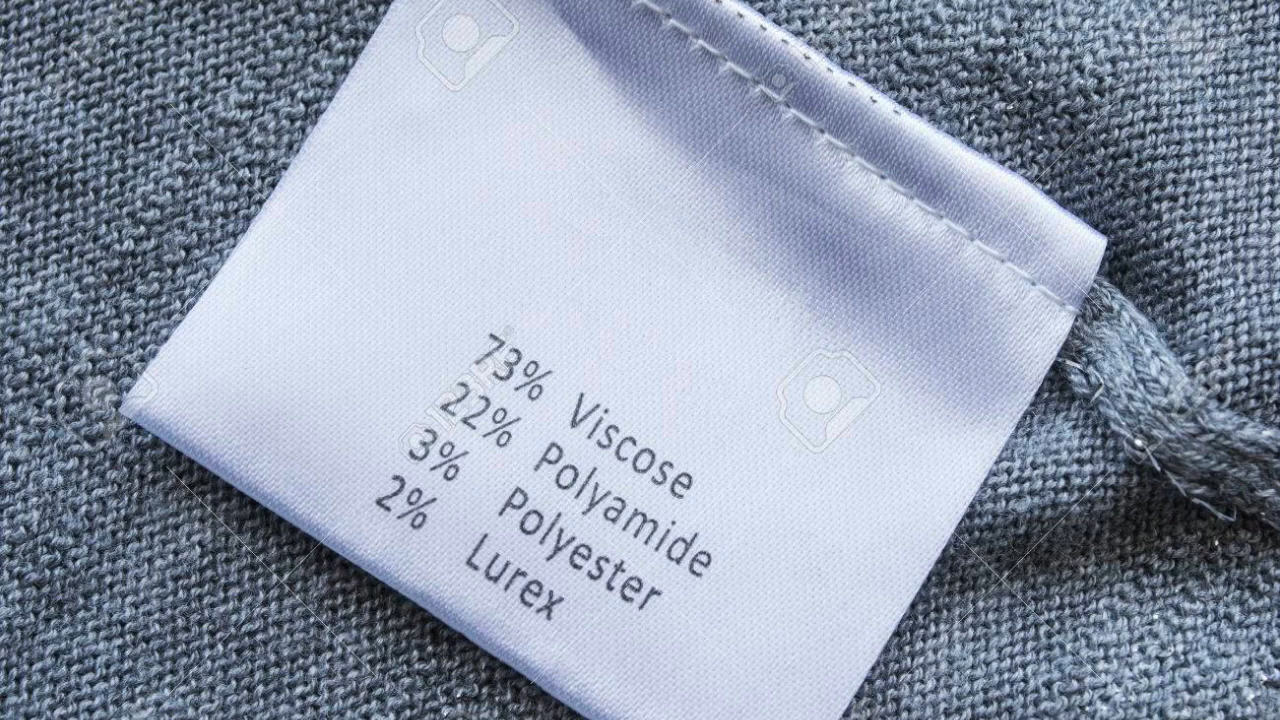 73% Viscose
22% Polyamide
3% Polyester
2% Lurex